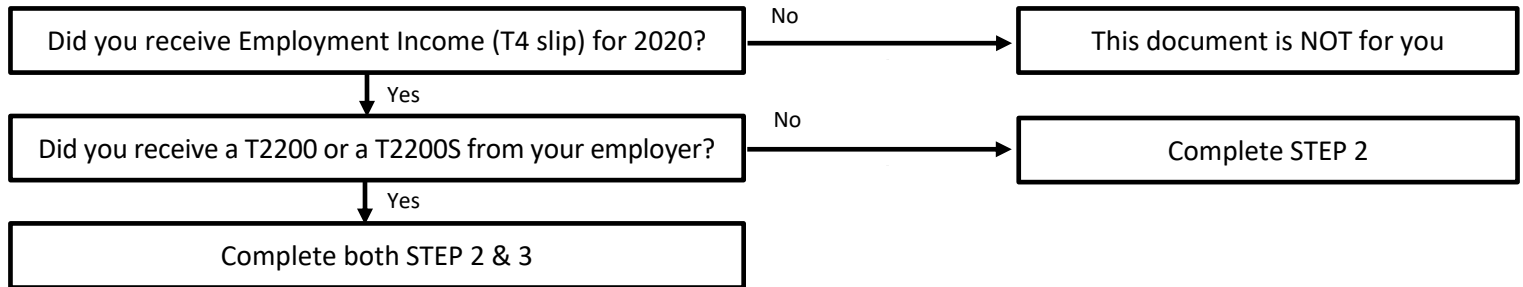 Did you receive Employment Income (T4 slip) for 2020?
No
This document is NOT for you
Yes
Did you receive a T2200 or a T2200S from your employer?
No
Complete STEP 2
Yes
Complete both STEP 2 & 3